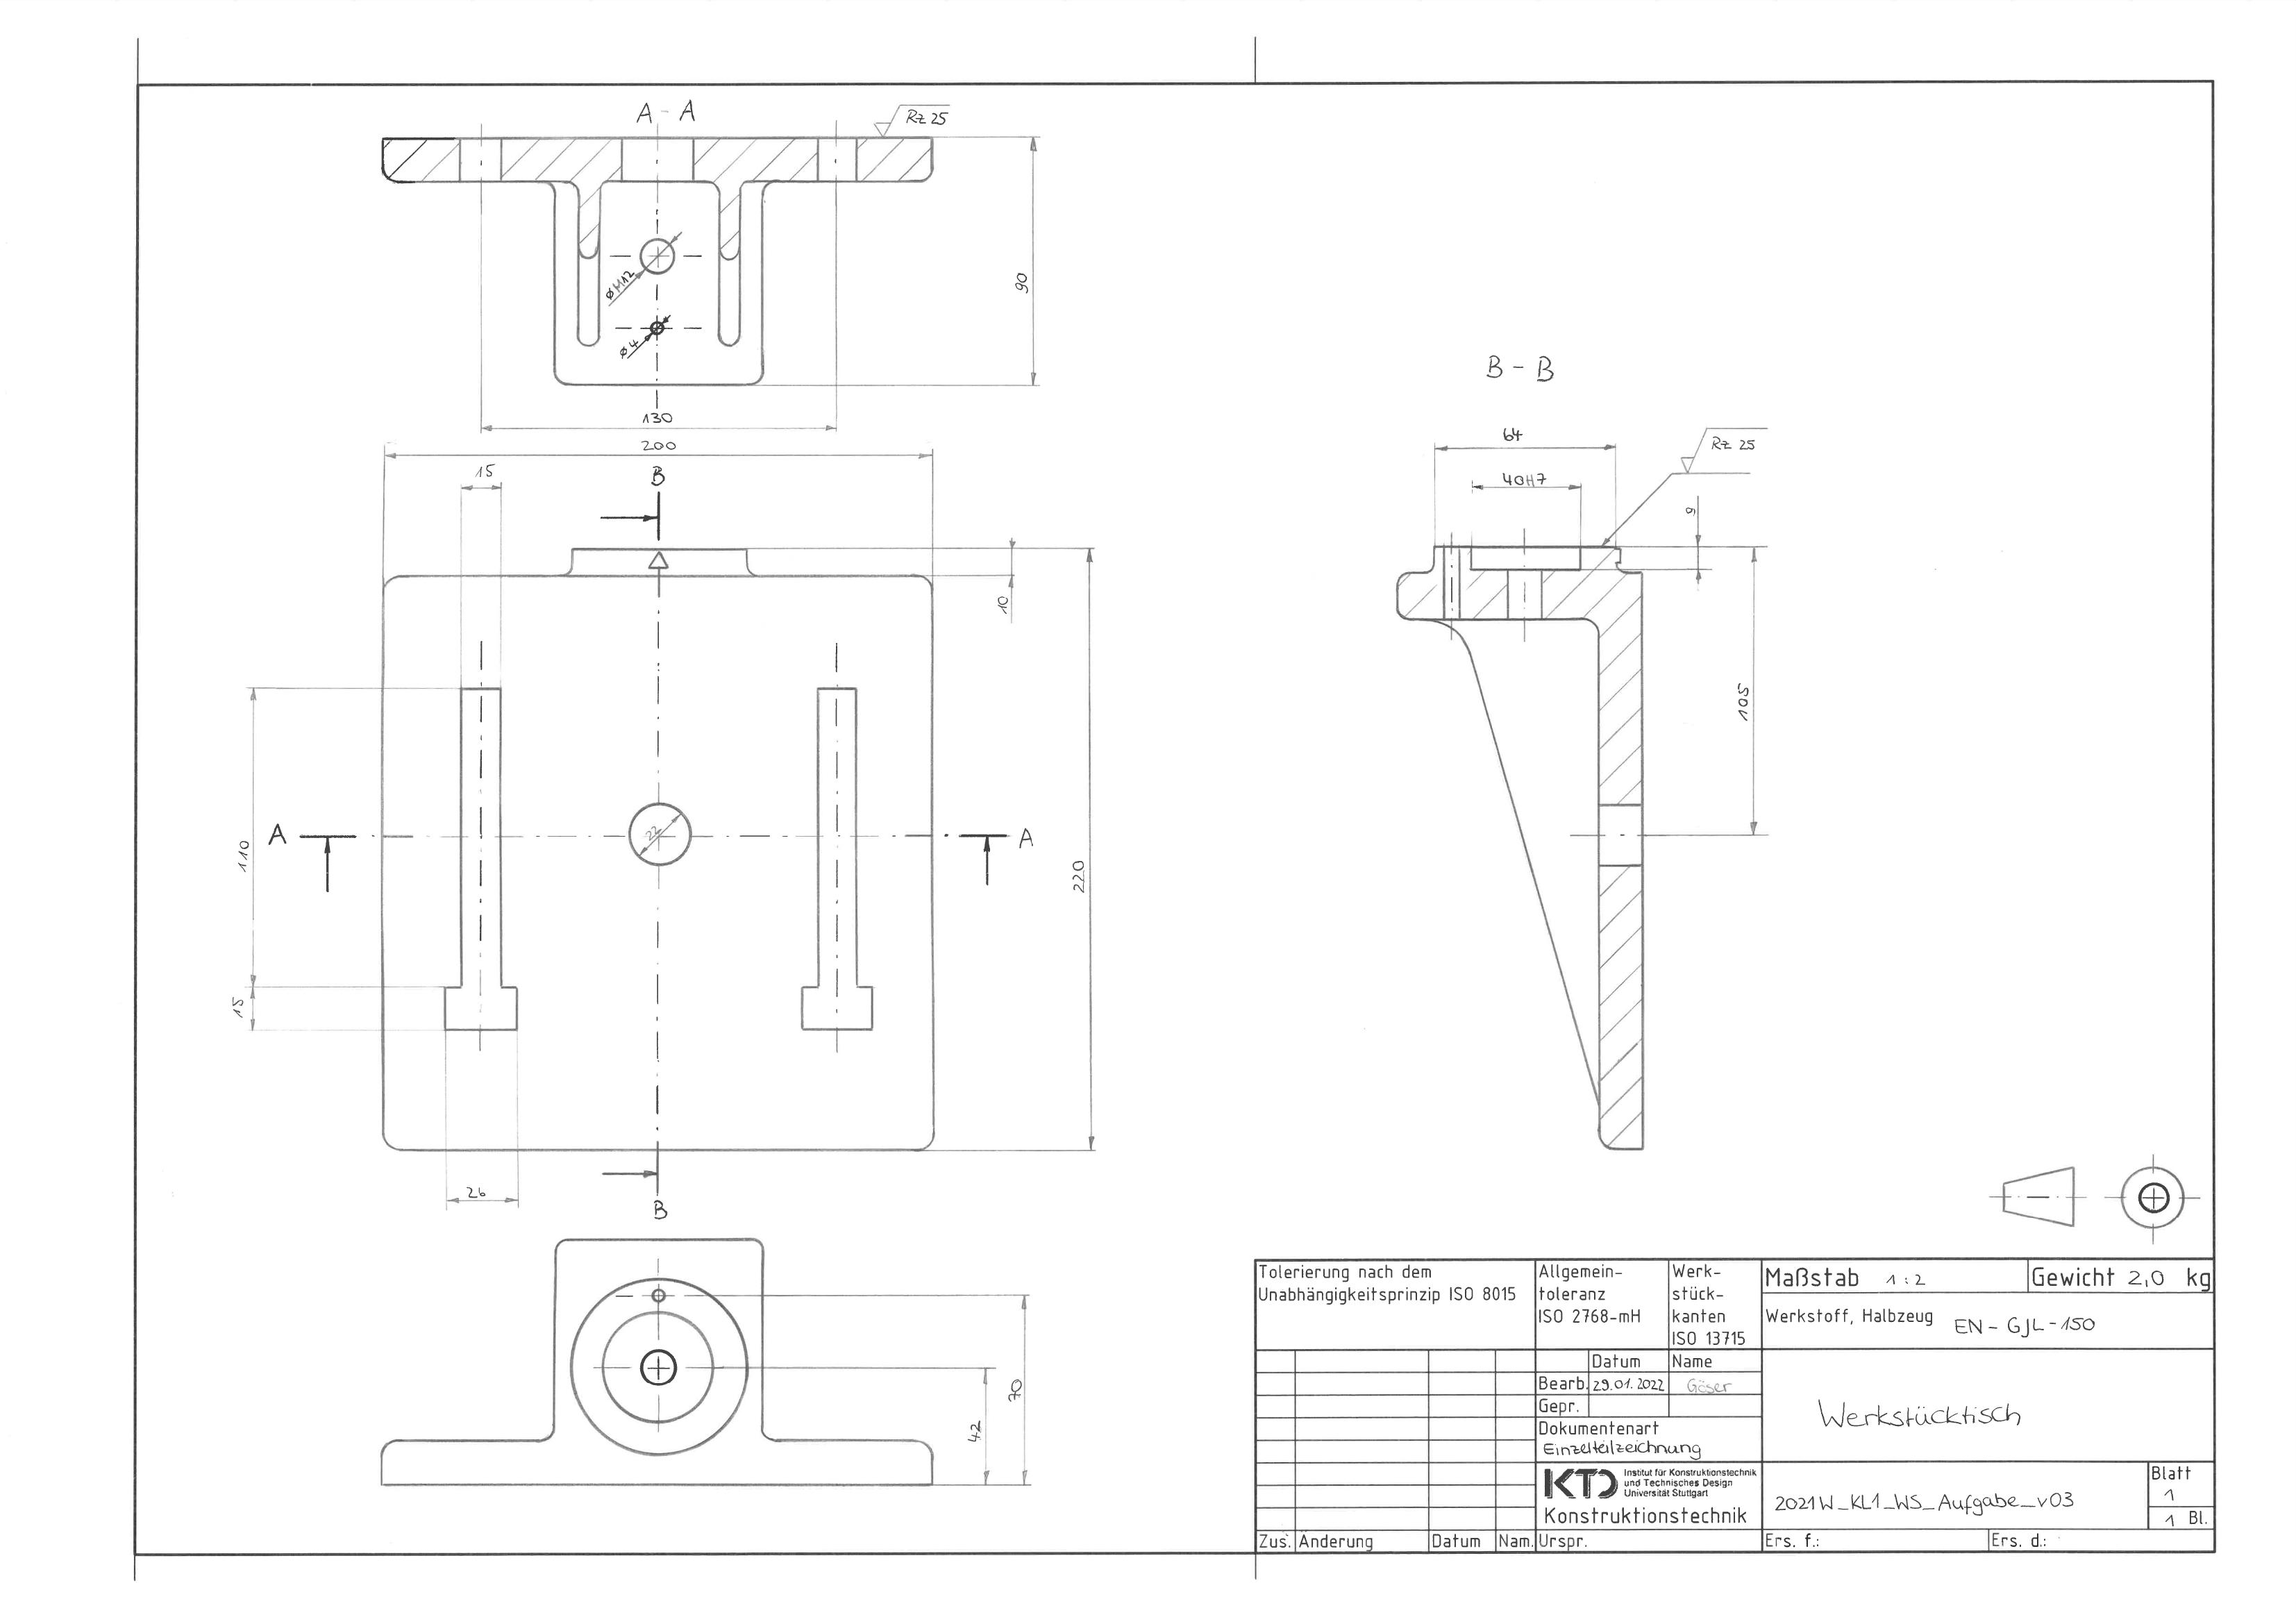 A - A
Rz 25
90
ØM12
Ø4
130
200
15
B
10
110
15
A
A
22
220
26
B
70
42
B - B
64
Rz 25
40H7
9
105
Tolerierung nach dem
Unabhängigkeitsprinzip ISO 8015
Allgemein-
toleranz
ISO 2768-mH
Werk-
stück-
kanten
ISO 13715
Maßstab 1:2
Gewicht 2,0 kg
Werkstoff, Halbzeug EN-GJL-150
Datum Name
Bearb. 29.01.2022 Göser
Gepr.
Dokumentenart
Einzelteilzeichnung
Werkstücktisch
KTD Institut für Konstruktionstechnik
und Technisches Design
Universität Stuttgart
Konstruktionstechnik
2021W_KL1_WS_Aufgabe_v03
Blatt
1
1 Bl.
Zus. Änderung Datum Nam. Urspr. Ers. f.: Ers. d.: